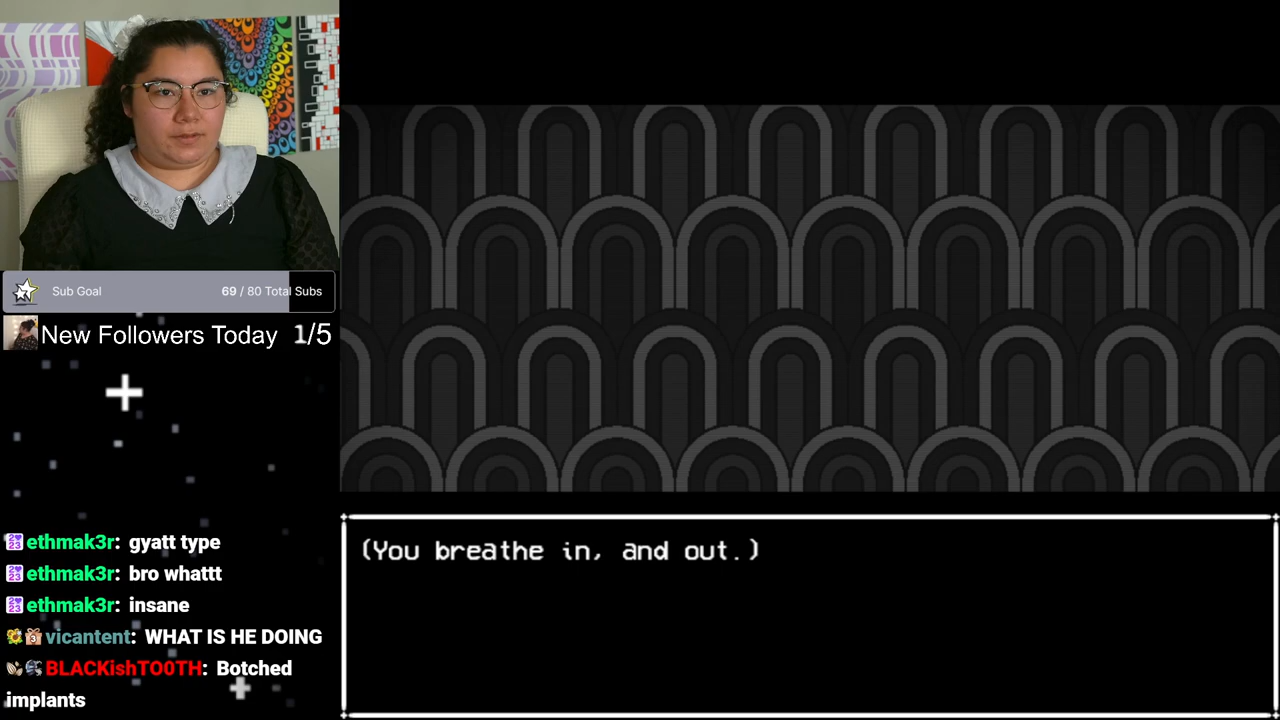 Sub Goal
69 / 80 Total Subs
New Followers Today 1/5
ethmak3r: gyatt type
ethmak3r: bro whattt
ethmak3r: insane
vicantent: WHAT IS HE DOING
BLACKishTO0TH: Botched
implants
(You breathe in, and out.)